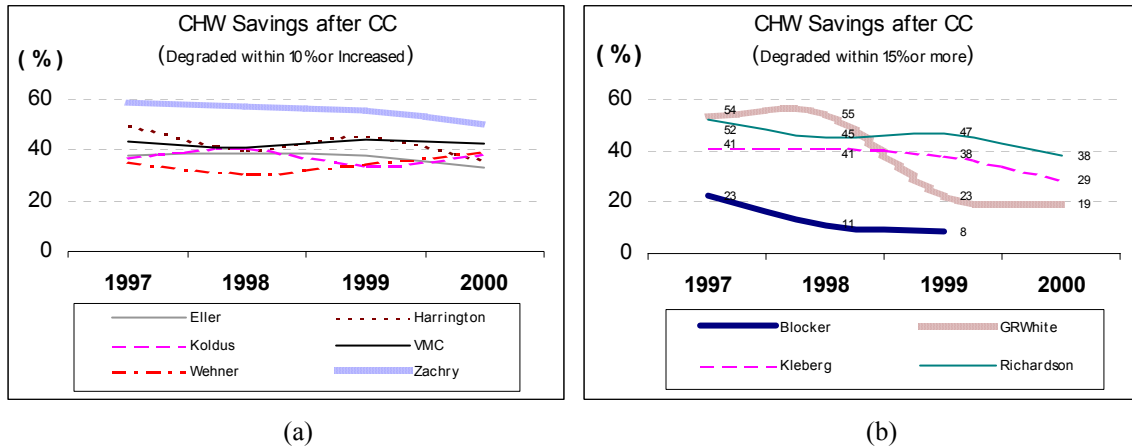 CHW Savings after CC
(Degraded within 10%or Increased)
(%)
60
40
20
0
1997 1998 1999 2000
Eller Harrington
Koldus VMC
Wehner Zachry
(a)
CHW Savings after CC
(Degraded within 15%or more)
(%)
60
40
20
0
54 55 23 19
52 45 47 38
41 41 38 29
23 11 8
1997 1998 1999 2000
Blocker GRWhite
Kleberg Richardson
(b)